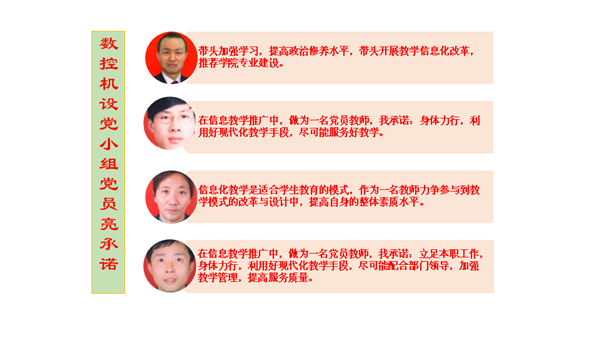 数控机设党小组党员亮承诺
带头加强学习，提高政治修养水平，带头开展教学信息化改革，
推荐学院专业建设。
在信息教学推广中，做为一名党员教师，我承诺：身体力行，利
用好现代化教学手段，尽可能服务好教学。
信息化教学是适合学生教育的模式，作为一名教师力争参与到教
学模式的改革与设计中，提高自身的整体素质水平。
在信息教学推广中，做为一名党员教师，我承诺：立足本职工作，
身体力行，利用好现代化教学手段，尽可能配合部门领导，加强
教学管理，提高服务质量。